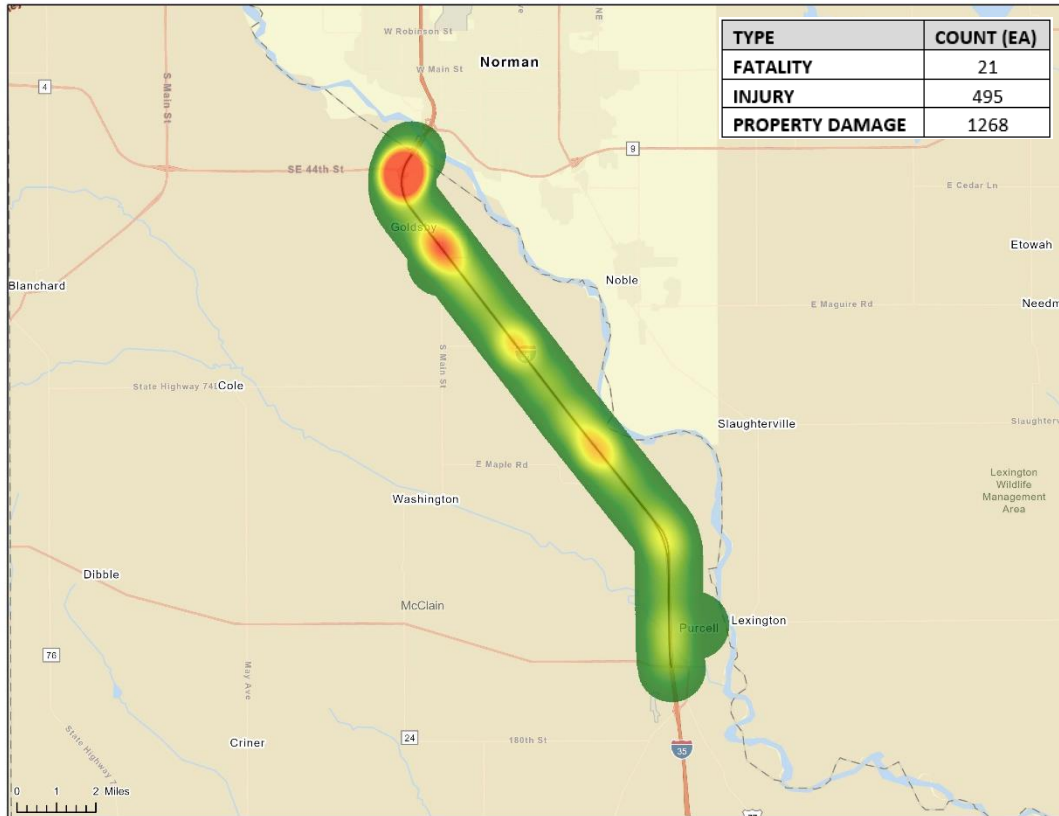 TYPE COUNT (EA)
FATALITY 21
INJURY 495
PROPERTY DAMAGE 1268
NE
W Robinson St
Norman
W Main St
4
S Main St
SE 44th St
9
E Cedar Ln
Goldsby
Etowah
Blanchard
Noble
E Maguire Rd
Needm
S Main St
State Highway 74
Cole
Slaughterville
Slaughterv
E Maple Rd
Lexington
Wildlife
Management
Area
Washington
Dibble
McClain
Purcell
Lexington
76
May Ave
24
180th St
Criner
35
State Highway 7
0 1 2 Miles